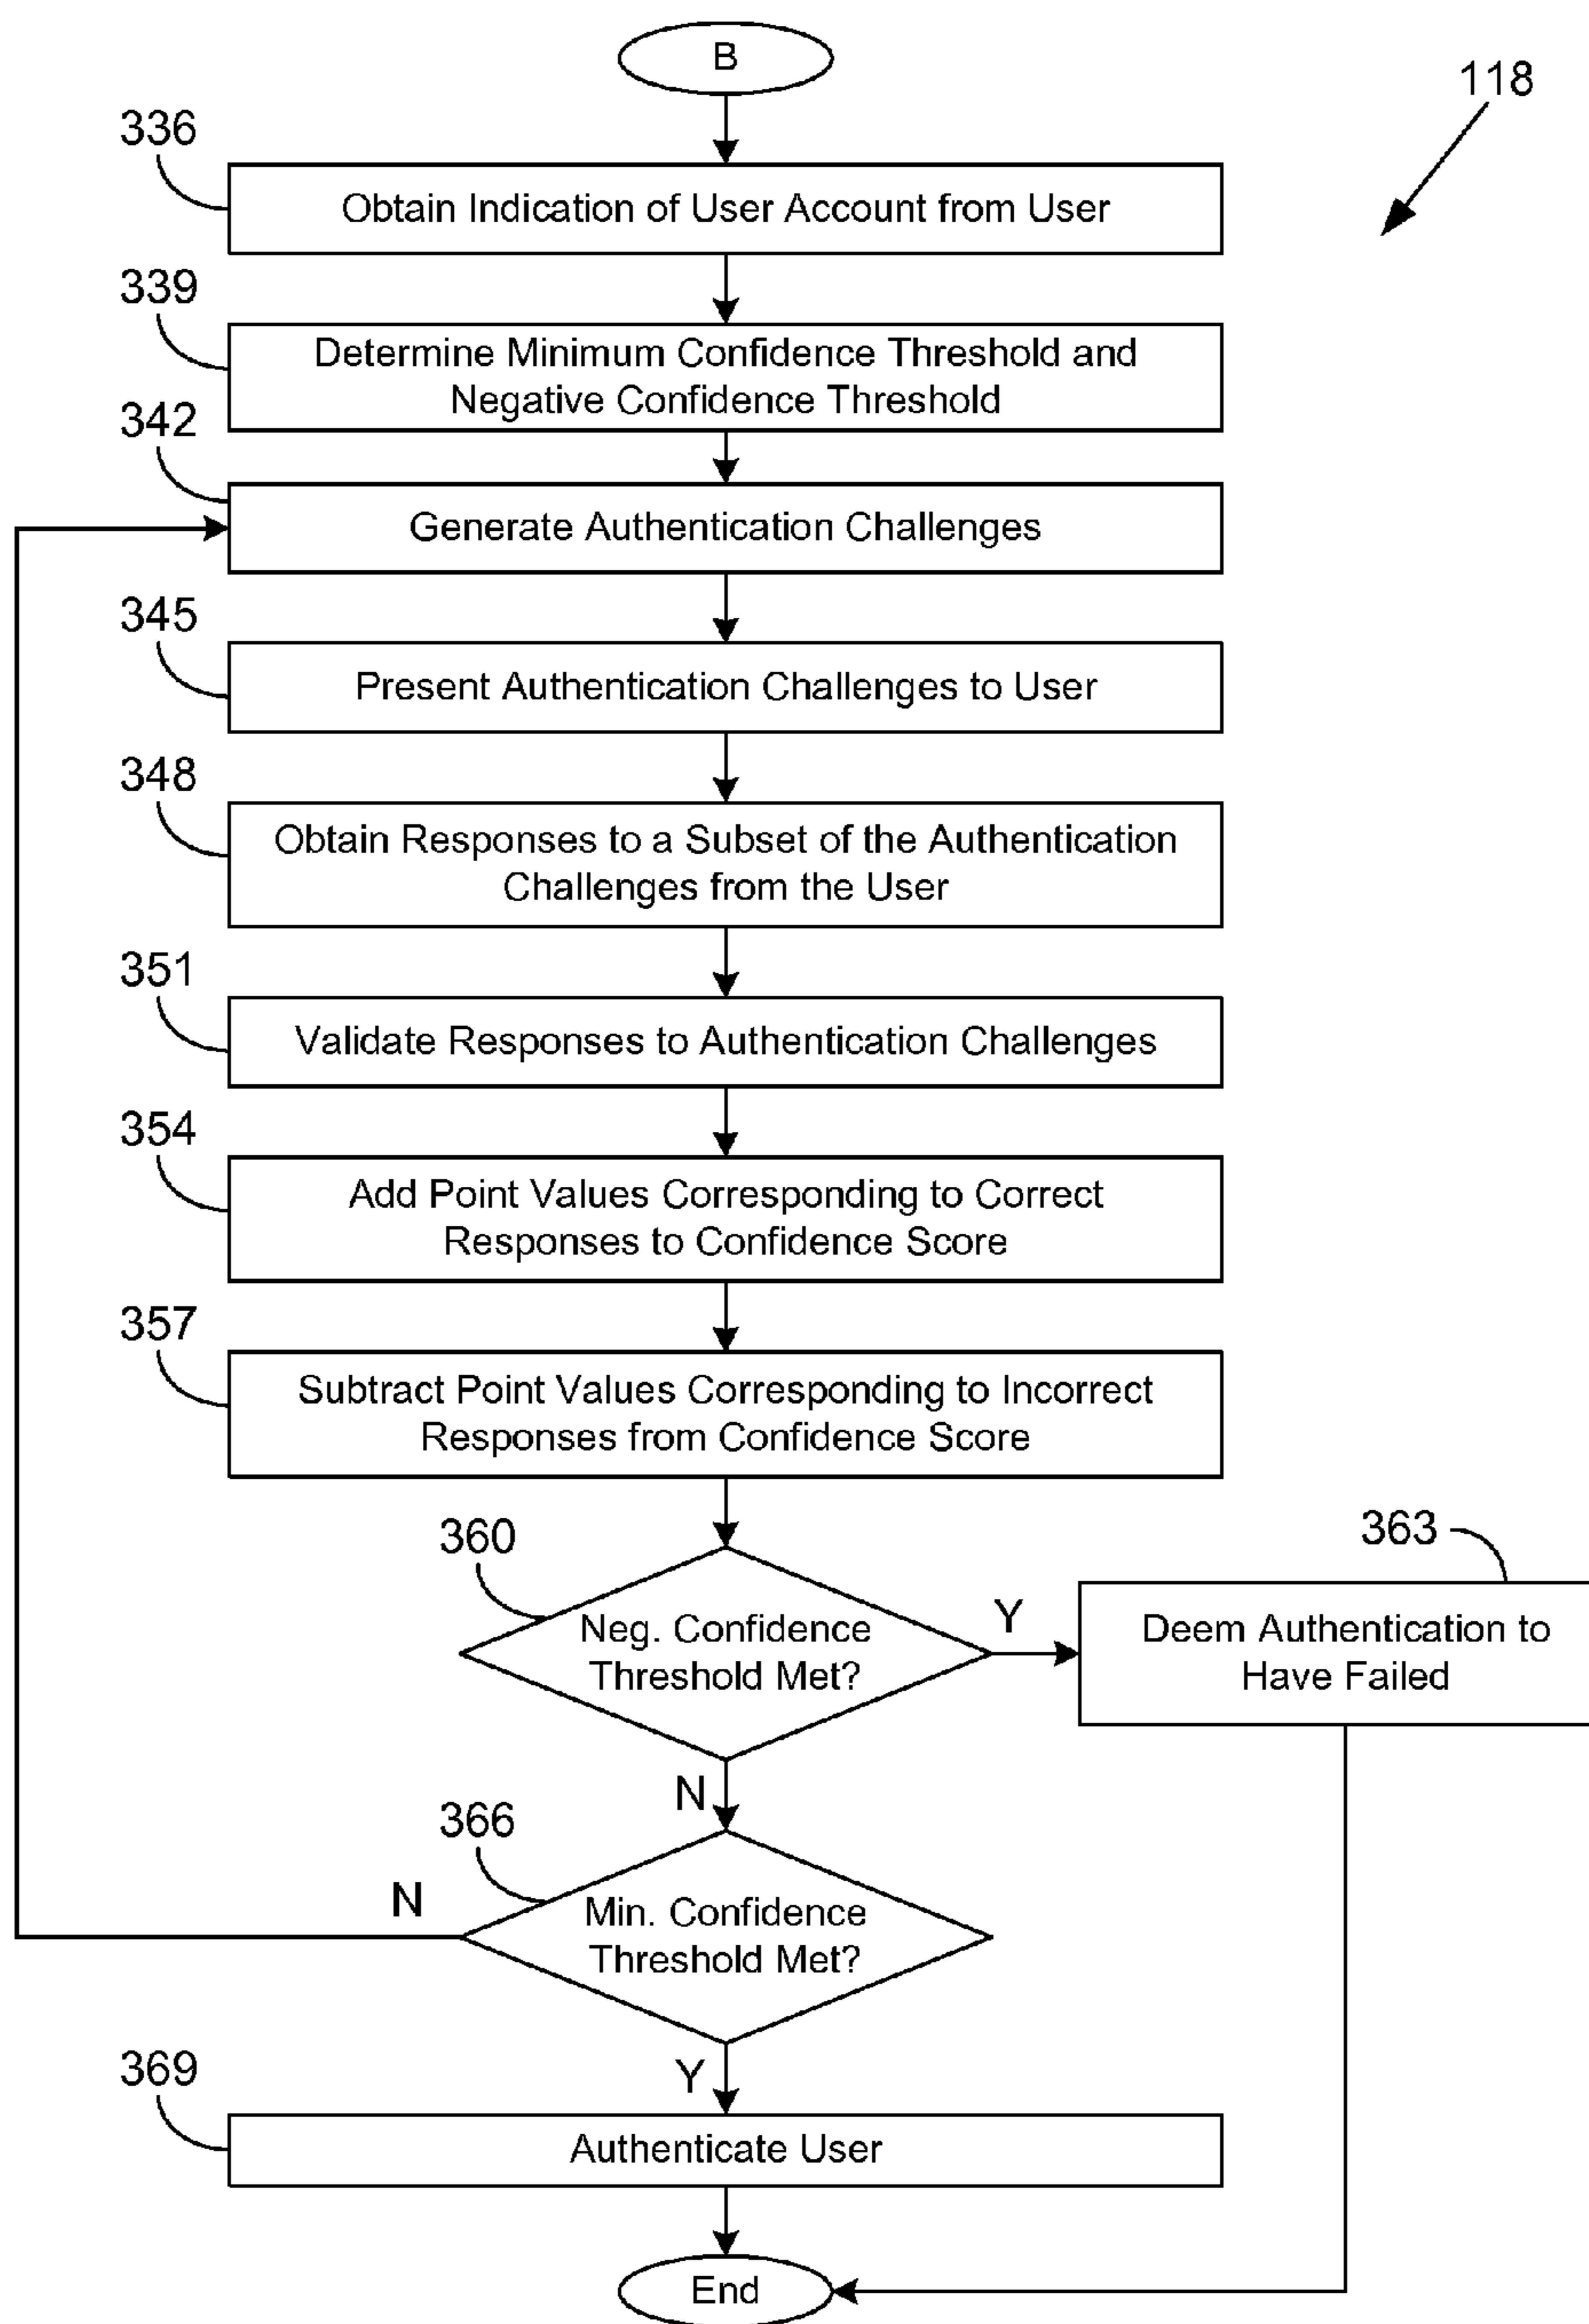 B
118
336
Obtain Indication of User Account from User
339
Determine Minimum Confidence Threshold and
Negative Confidence Threshold
342
Generate Authentication Challenges
345
Present Authentication Challenges to User
348
Obtain Responses to a Subset of the Authentication
Challenges from the User
351
Validate Responses to Authentication Challenges
354
Add Point Values Corresponding to Correct
Responses to Confidence Score
357
Subtract Point Values Corresponding to Incorrect
Responses from Confidence Score
360
Neg. Confidence
Threshold Met?
Y
363
Deem Authentication to
Have Failed
N
366
Min. Confidence
Threshold Met?
N
Y
369
Authenticate User
End